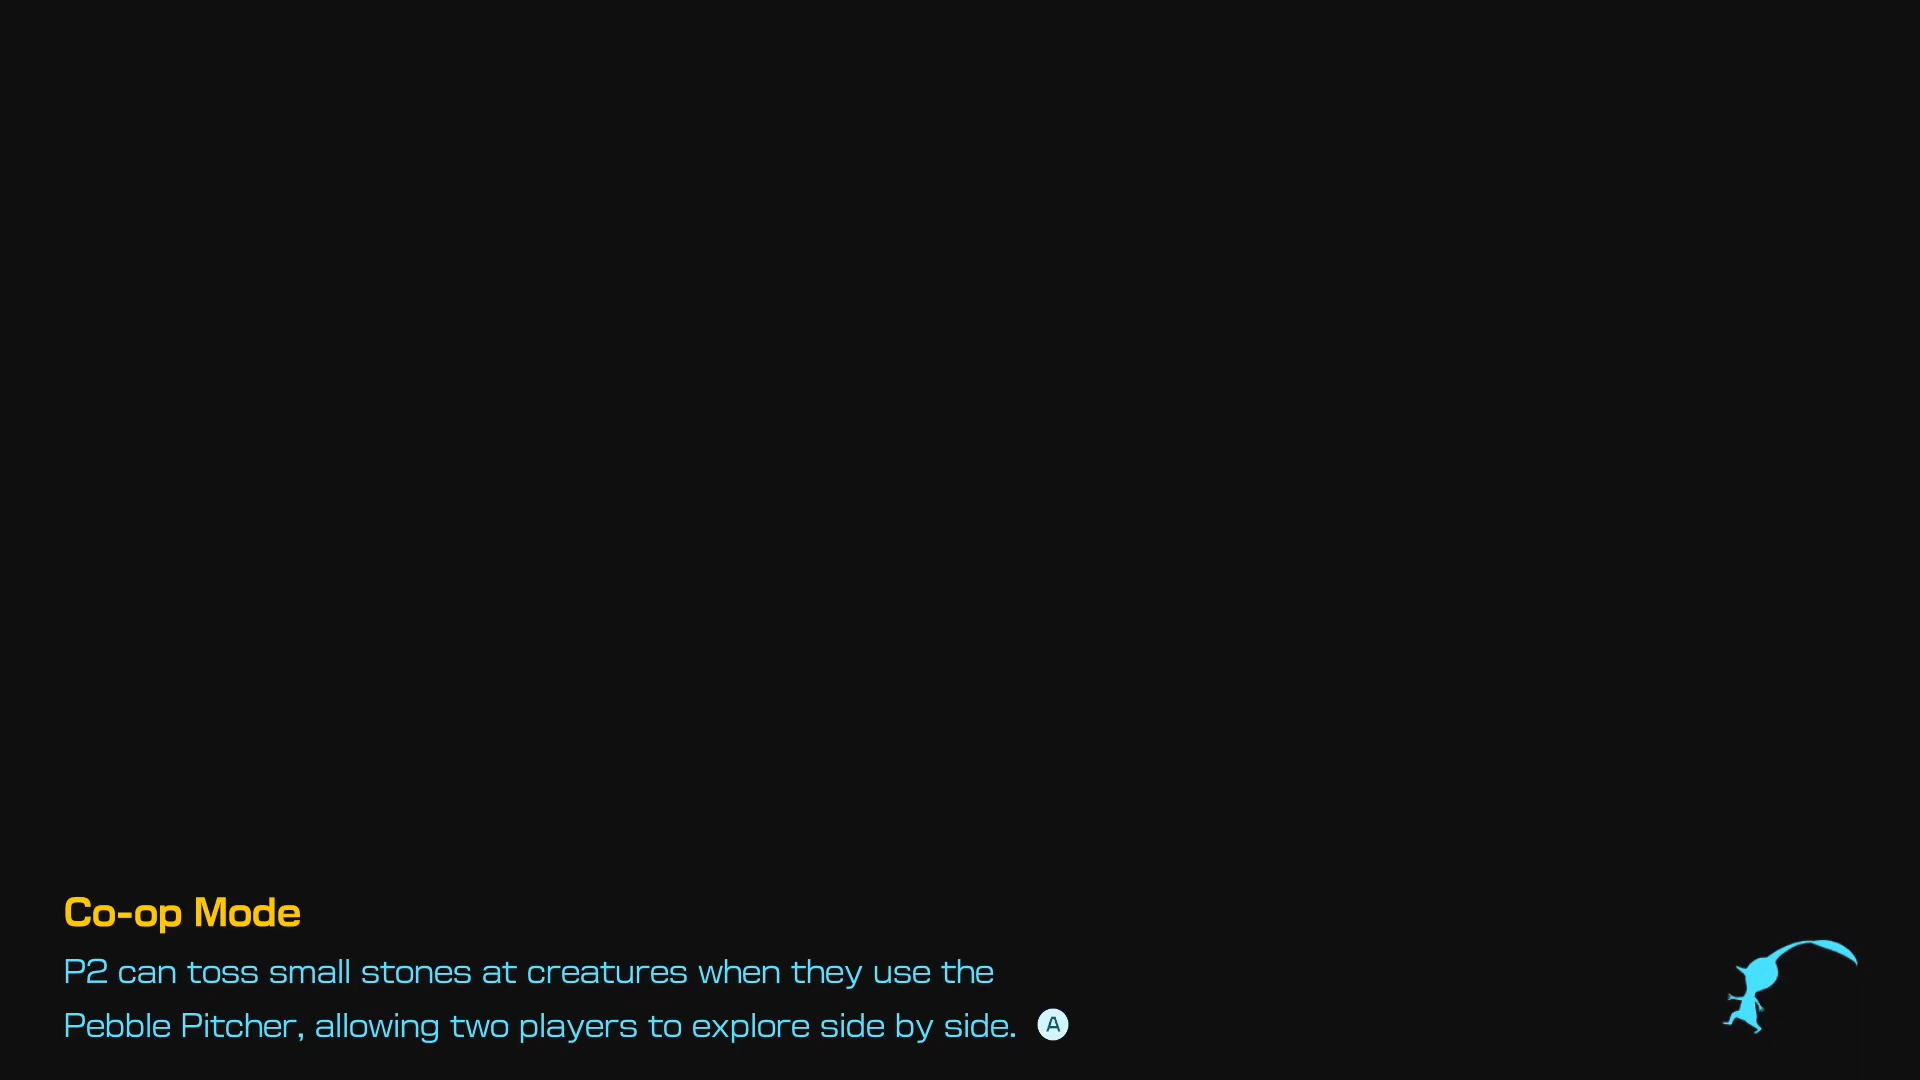 Co-op Mode
P2 can toss small stones at creatures when they use the
Pebble Pitcher, allowing two players to explore side by side. A